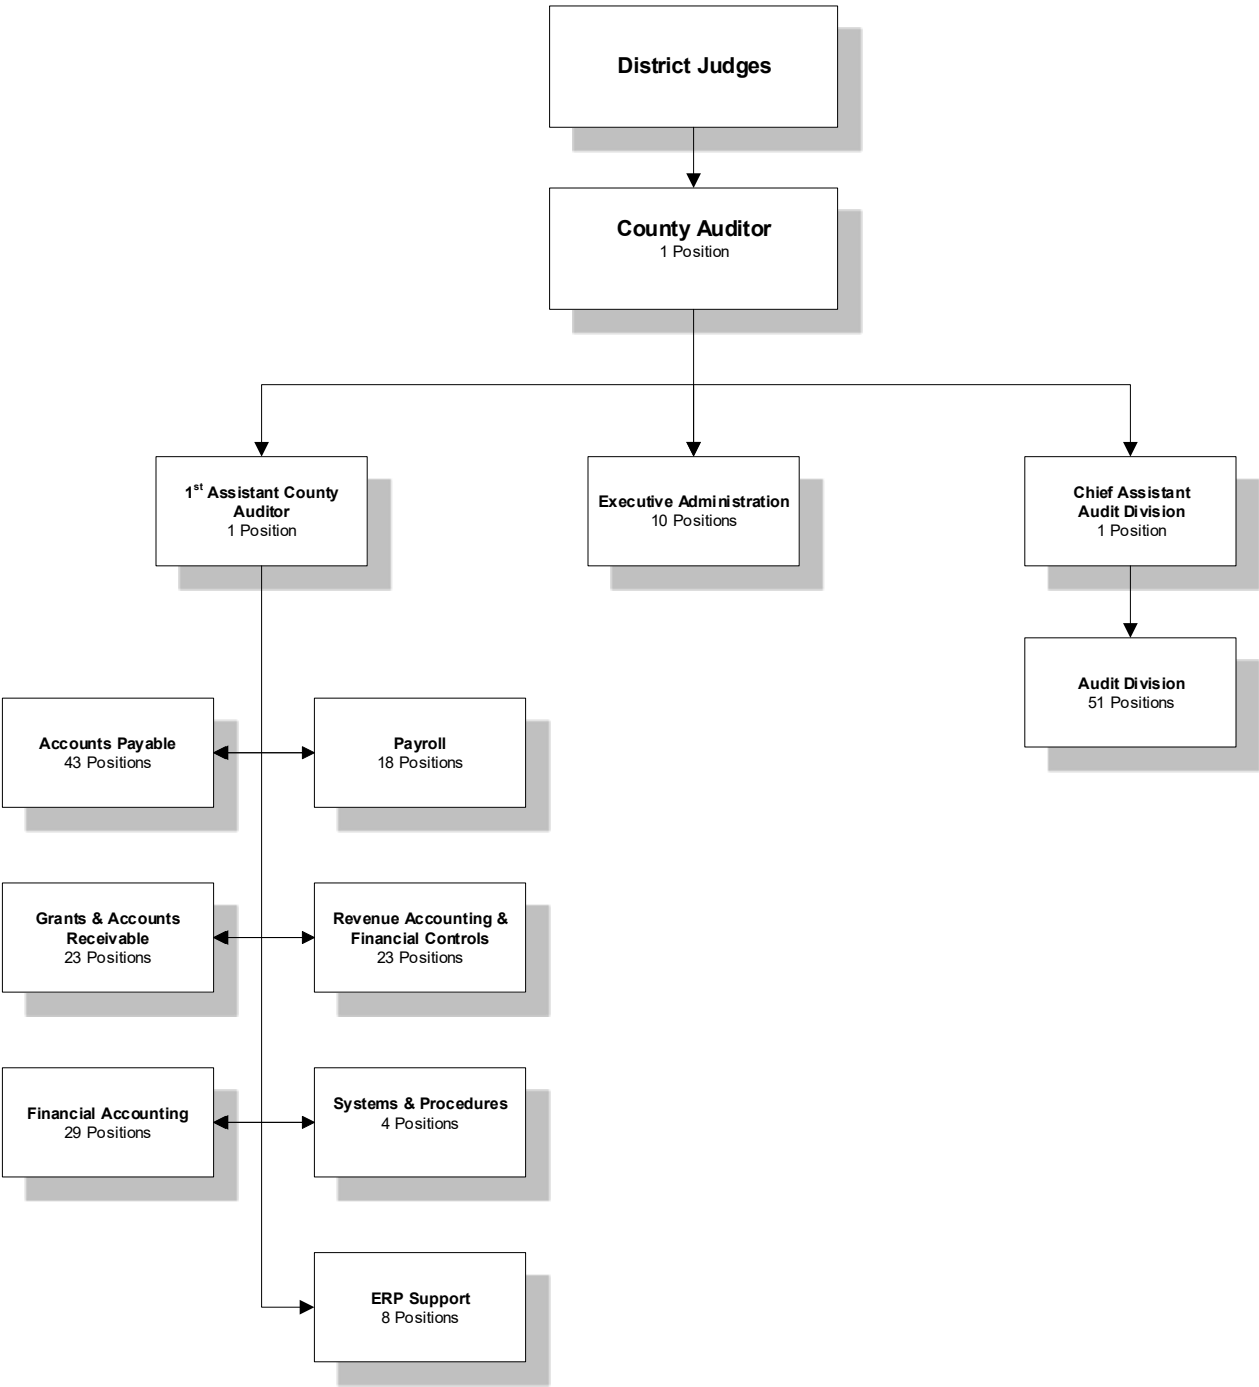 District Judges
County Auditor
1 Position
1st Assistant County
Auditor
1 Position
Executive Administration
10 Positions
Chief Assistant
Audit Division
1 Position
Audit Division
51 Positions
Accounts Payable
43 Positions
Payroll
18 Positions
Grants & Accounts
Receivable
23 Positions
Revenue Accounting &
Financial Controls
23 Positions
Financial Accounting
29 Positions
Systems & Procedures
4 Positions
ERP Support
8 Positions